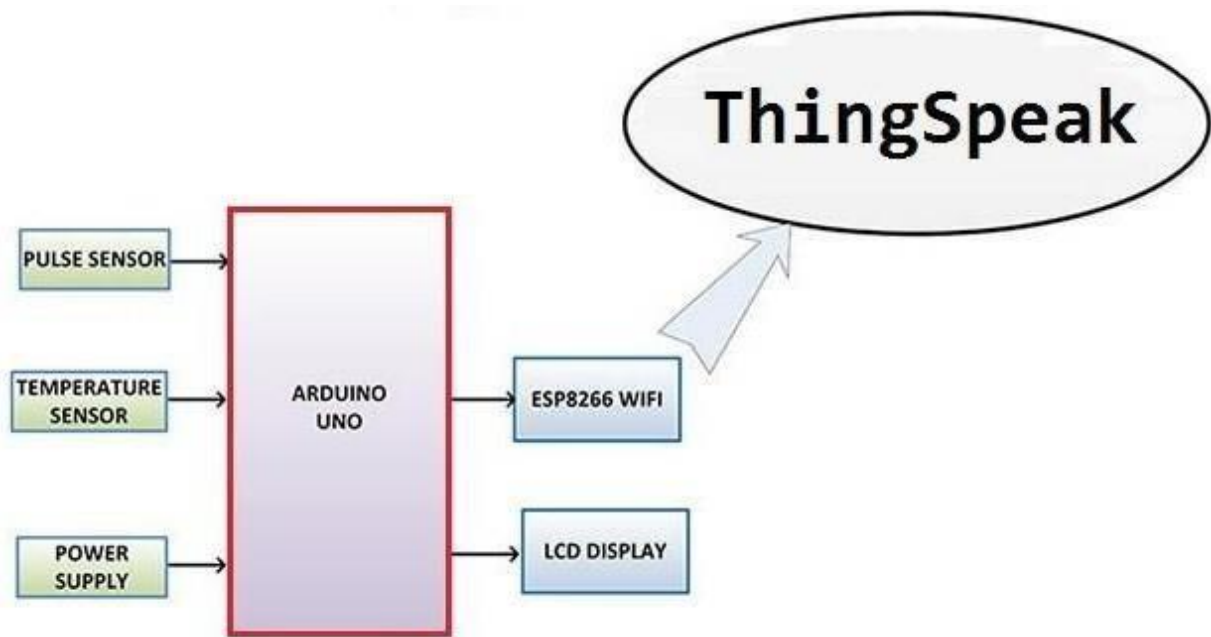 ThingSpeak
PULSE SENSOR
TEMPERATURE
SENSOR
POWER
SUPPLY
ARDUINO
UNO
ESP8266 WIFI
LCD DISPLAY